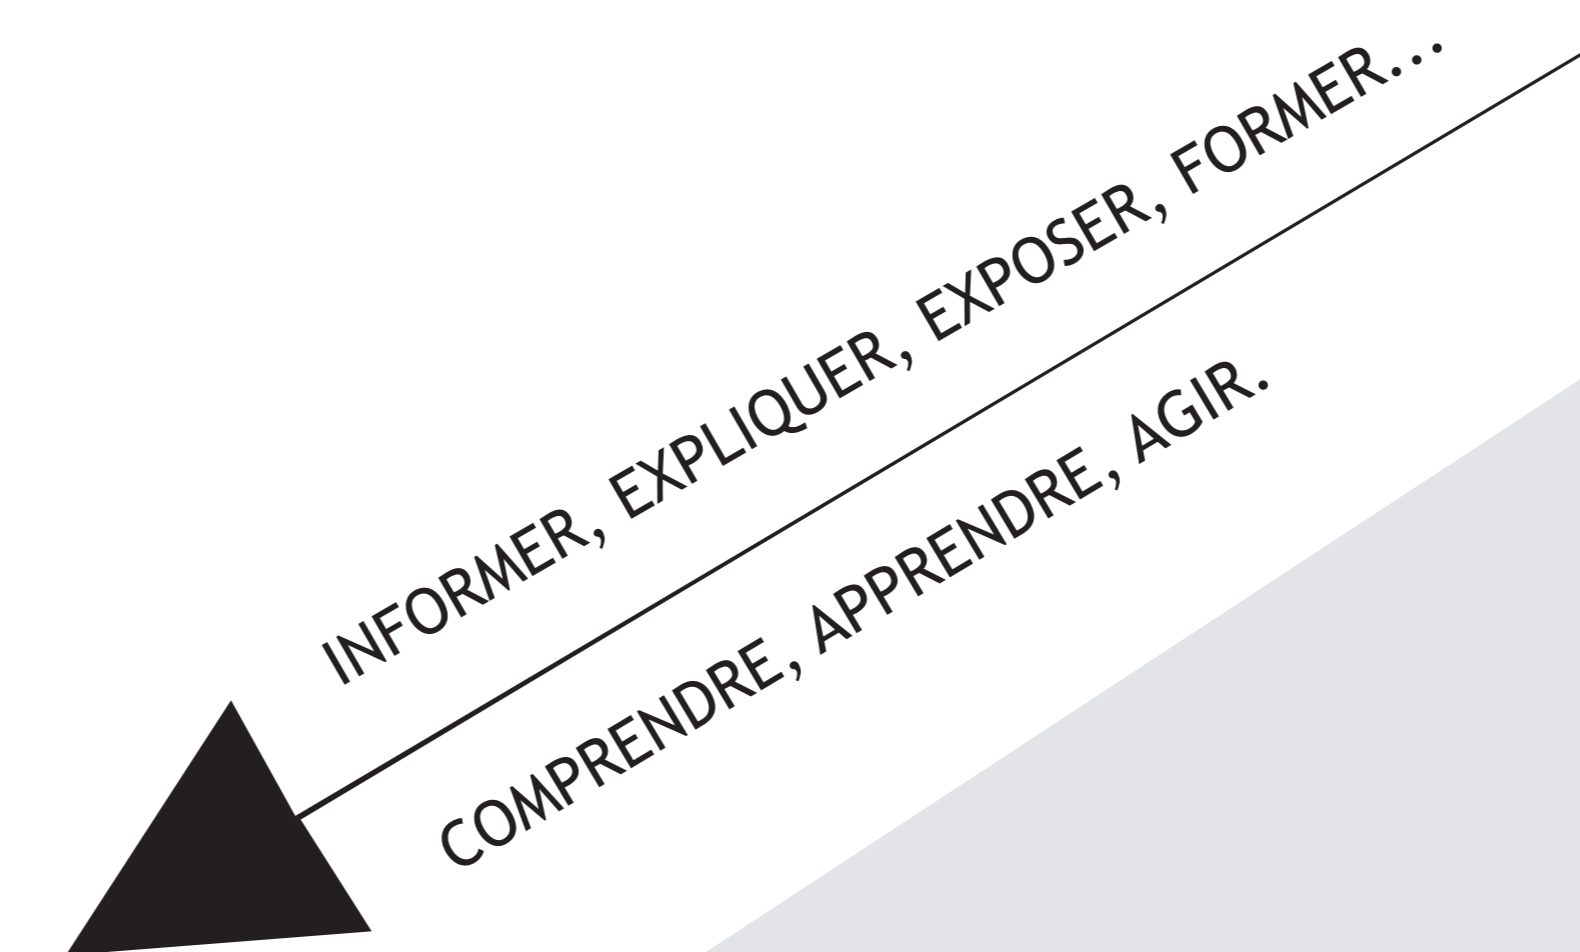 INFORMER, EXPLIQUER, EXPOSER, FORMER...
COMPRENDRE, APPRENDRE, AGIR.